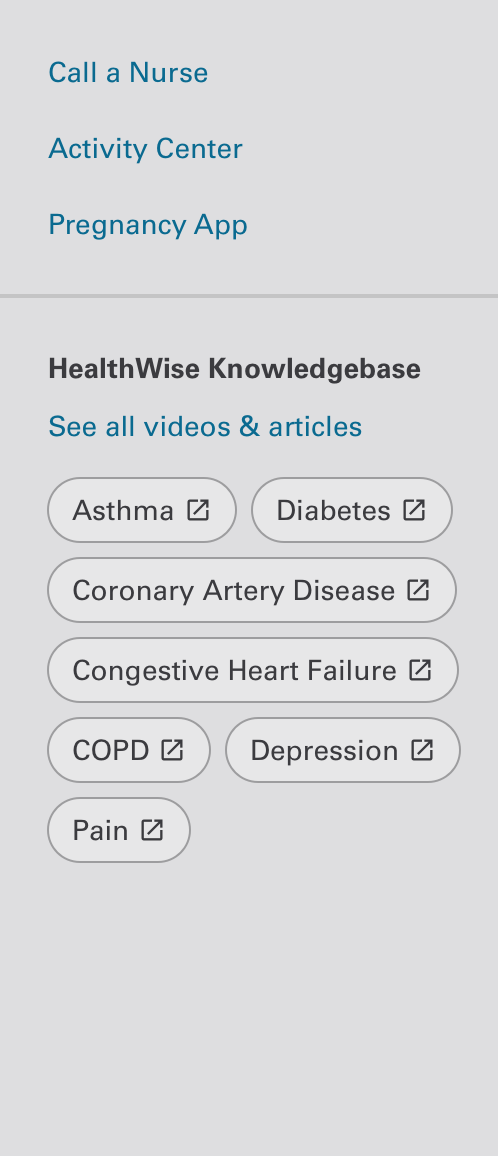 Call a Nurse
Activity Center
Pregnancy App
HealthWise Knowledgebase
See all videos & articles
Asthma Diabetes
Coronary Artery Disease
Congestive Heart Failure
COPD Depression
Pain